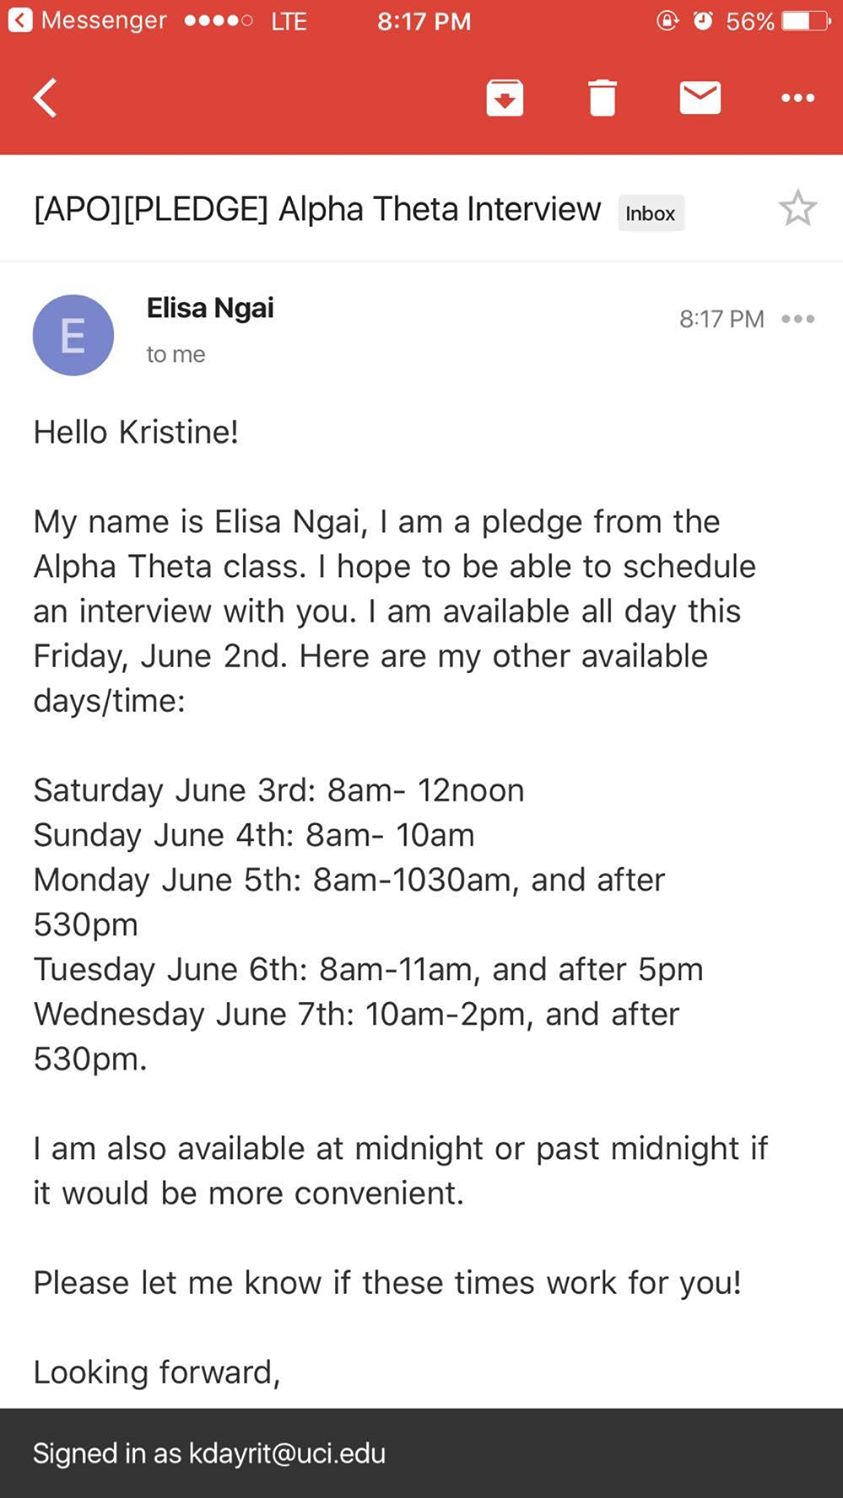 Messenger LTE 8:17 PM 56%
[APO][PLEDGE] Alpha Theta Interview Inbox
E
Elisa Ngai
8:17 PM
to me
Hello Kristine!
My name is Elisa Ngai, I am a pledge from the
Alpha Theta class. I hope to be able to schedule
an interview with you. I am available all day this
Friday, June 2nd. Here are my other available
days/time:
Saturday June 3rd: 8am- 12noon
Sunday June 4th: 8am- 10am
Monday June 5th: 8am-1030am, and after
530pm
Tuesday June 6th: 8am-11am, and after 5pm
Wednesday June 7th: 10am-2pm, and after
530pm.
I am also available at midnight or past midnight if
it would be more convenient.
Please let me know if these times work for you!
Looking forward,
Signed in as kdayrit@uci.edu